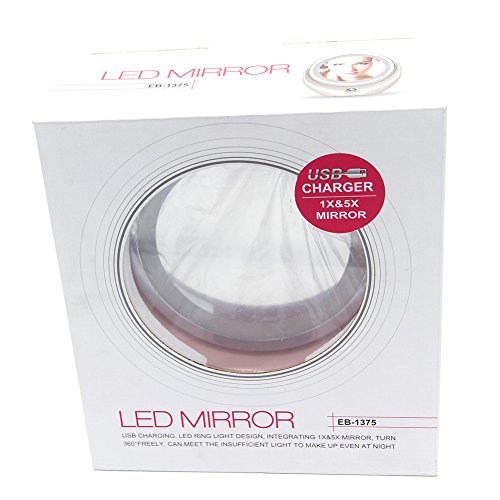 LED MIRROR
EB-1375
USB
CHARGER
1X&5X
MIRROR
LED MIRROR
EB-1375
USB CHARGING, LED RING LIGHT DESIGN, INTEGRATING 1X&5X MIRROR, TURN
360°FREELY. CAN MEET THE INSUFFICIENT LIGHT TO MAKE UP EVEN AT NIGHT